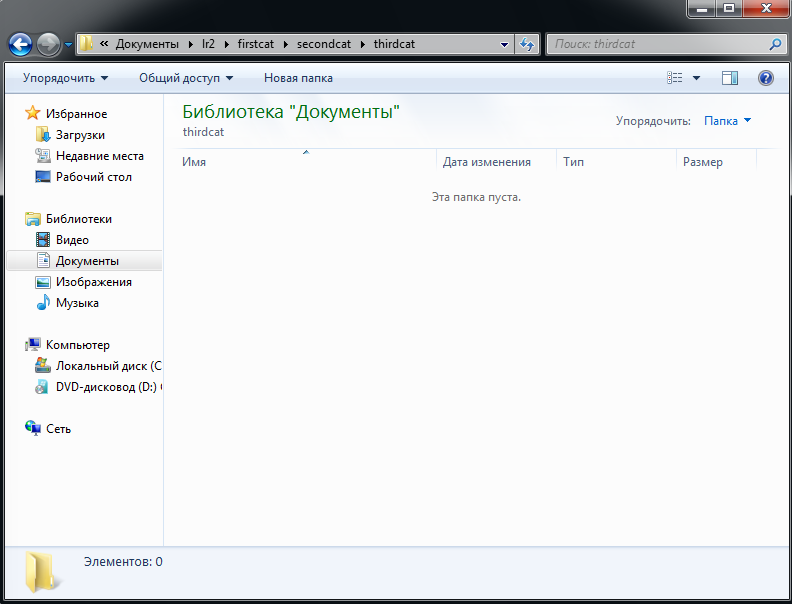 « Документы ▸ lr2 ▸ firstcat ▸ secondcat ▸ thirdcat
Поиск: thirdcat
Упорядочить Общий доступ Новая папка
Избранное
Загрузки
Недавние места
Рабочий стол
Библиотеки
Видео
Документы
Изображения
Музыка
Компьютер
Локальный диск (C
DVD-дисковод (D:)
Сеть
Библиотека "Документы"
thirdcat
Упорядочить: Папка
Имя Дата изменения Тип Размер
Эта папка пуста.
Элементов: 0